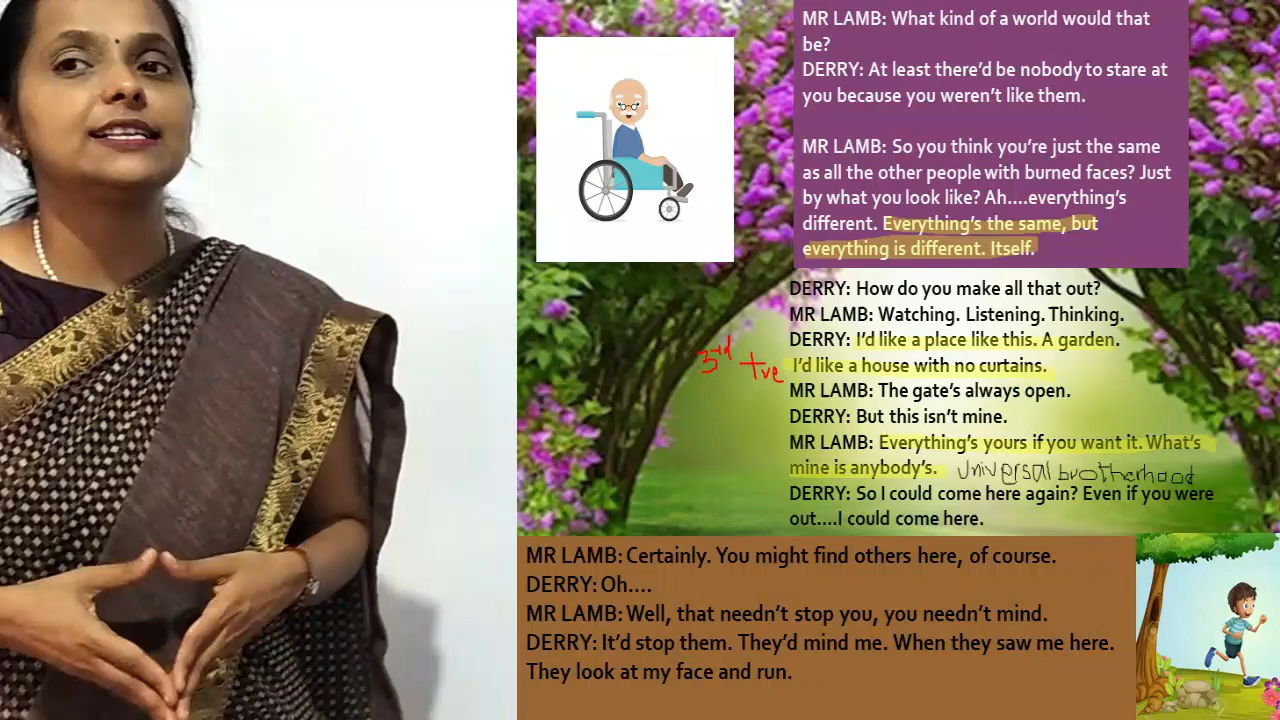 MR LAMB: What kind of a world would that
be?
DERRY: At least there'd be nobody to stare at
you because you weren't like them.
MR LAMB: So you think you're just the same
as all the other people with burned faces? Just
by what you look like? Ah....everything's
different. Everything's the same, but
everything is different. Itself.
DERRY: How do you make all that out?
MR LAMB: Watching. Listening. Thinking.
DERRY: I'd like a place like this. A garden.
I'd like a house with no curtains.
3rd +ve
MR LAMB: The gate's always open.
DERRY: But this isn't mine.
MR LAMB: Everything's yours if you want it. What's
mine is anybody's. Universal brotherhood
DERRY: So I could come here again? Even if you were
out....I could come here.
MR LAMB: Certainly. You might find others here, of course.
DERRY: Oh....
MR LAMB: Well, that needn't stop you, you needn't mind.
DERRY: It'd stop them. They'd mind me. When they saw me here.
They look at my face and run.